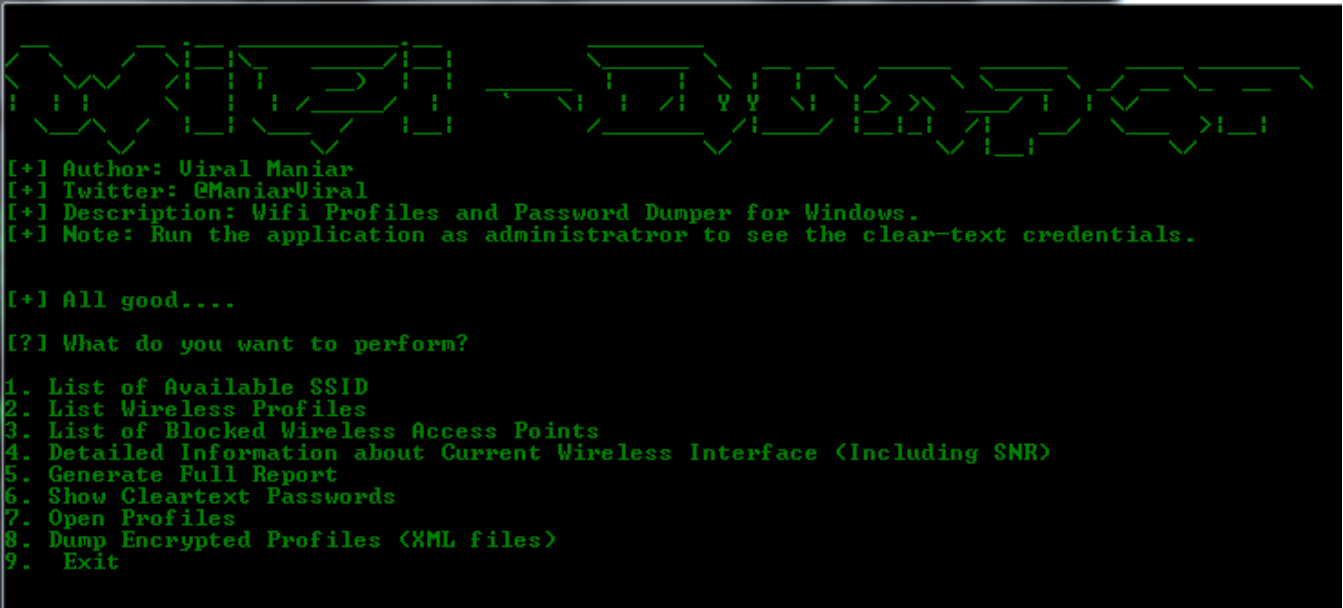 WiFi-Dumper
[+] Author: Viral Maniar
[+] Twitter: @ManiarViral
[+] Description: Wifi Profiles and Password Dumper for Windows.
[+] Note: Run the application as administratror to see the clear-text credentials.
[+] All good....
[?] What do you want to perform?
1. List of Available SSID
2. List Wireless Profiles
3. List of Blocked Wireless Access Points
4. Detailed Information about Current Wireless Interface (Including SNR)
5. Generate Full Report
6. Show Cleartext Passwords
7. Open Profiles
8. Dump Encrypted Profiles (XML files)
9.  Exit